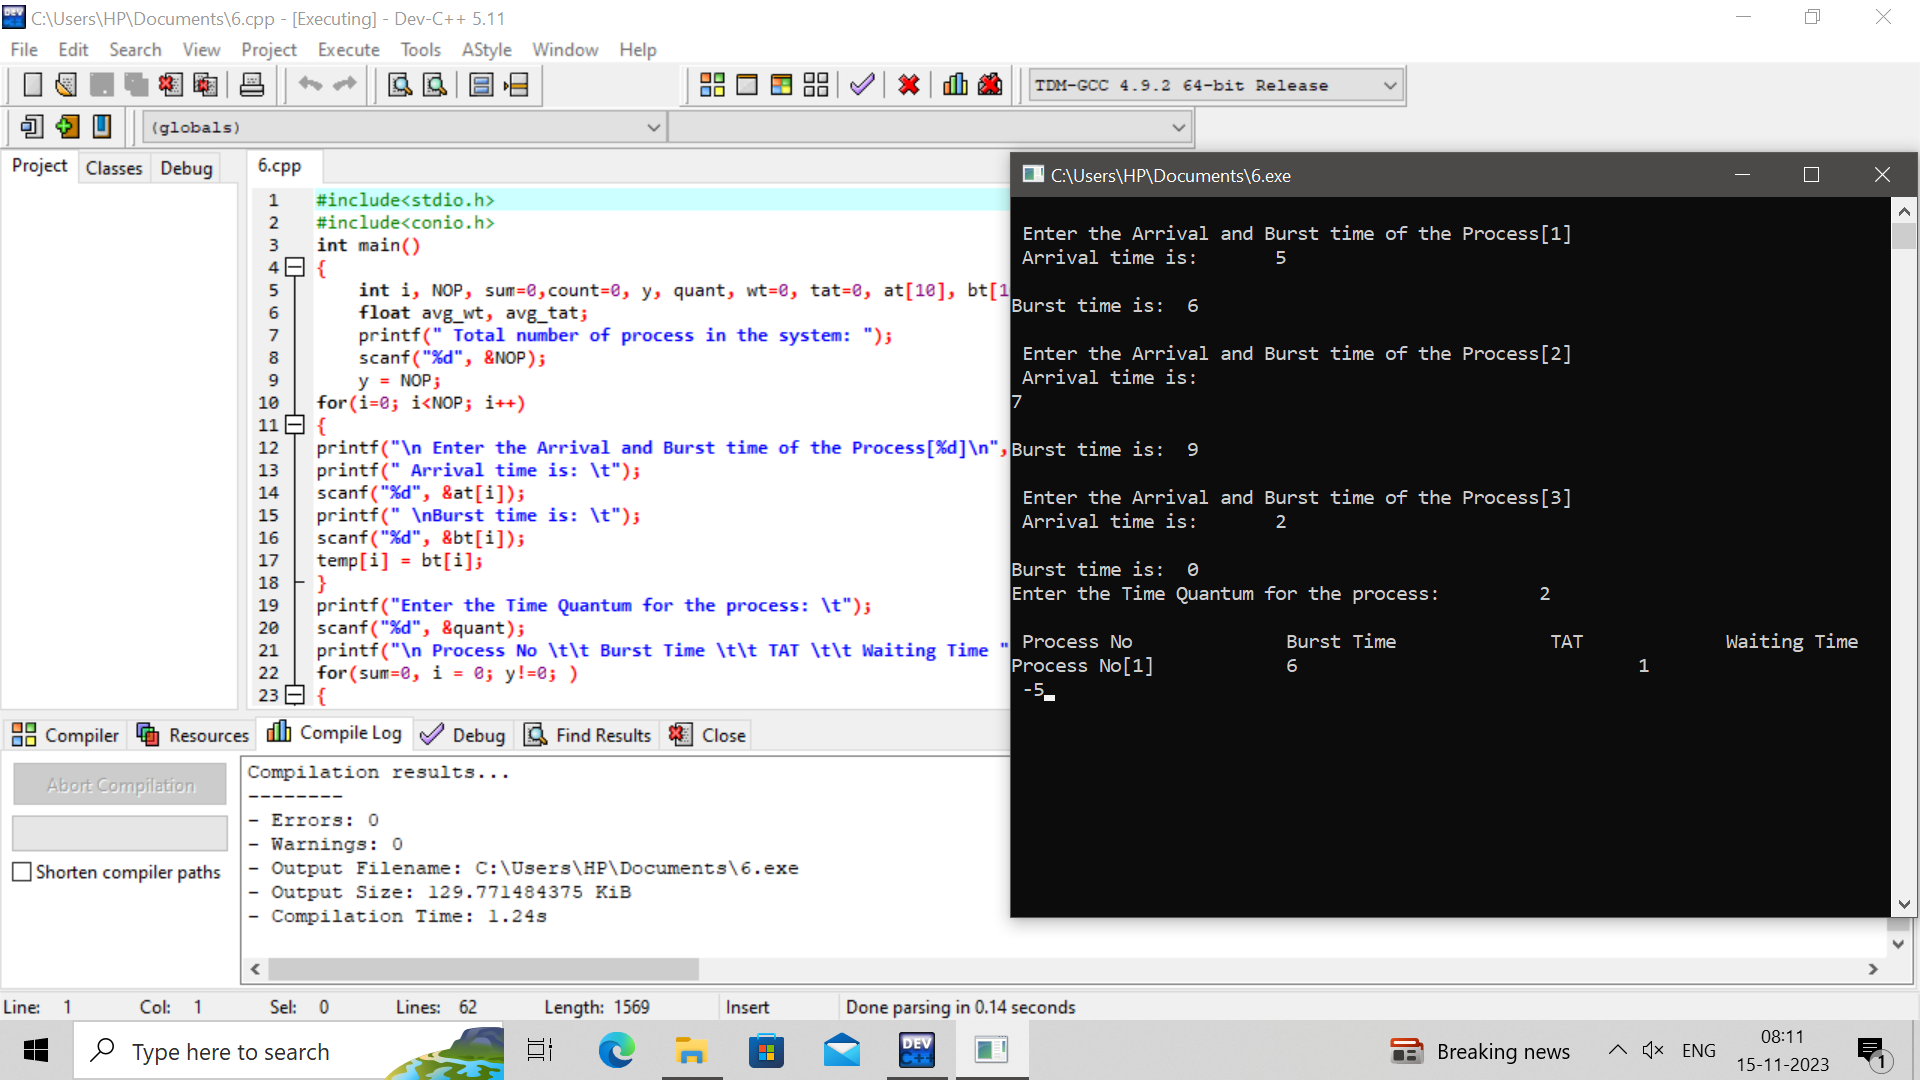 C:\Users\HP\Documents\6.cpp - [Executing] - Dev-C++ 5.11
File Edit Search View Project Execute Tools AStyle Window Help
TDM-GCC 4.9.2 64-bit Release
(globals)
Project Classes Debug
6.cpp
1 #include<stdio.h>
2 #include<conio.h>
3 int main()
4 {
5 int i, NOP, sum=0,count=0, y, quant, wt=0, tat=0, at[10], bt[1
6 float avg_wt, avg_tat;
7 printf(" Total number of process in the system: ");
8 scanf("%d", &NOP);
9 y = NOP;
10 for(i=0; i<NOP; i++)
11 {
12 printf("\n Enter the Arrival and Burst time of the Process[%d]\n",
13 printf(" Arrival time is: \t");
14 scanf("%d", &at[i]);
15 printf(" \nBurst time is: \t");
16 scanf("%d", &bt[i]);
17 temp[i] = bt[i];
18 }
19 printf("Enter the Time Quantum for the process: \t");
20 scanf("%d", &quant);
21 printf("\n Process No \t\t Burst Time \t\t TAT \t\t Waiting Time "
22 for(sum=0, i = 0; y!=0; )
23 {
C:\Users\HP\Documents\6.exe
Enter the Arrival and Burst time of the Process[1]
Arrival time is: 5
Burst time is: 6
Enter the Arrival and Burst time of the Process[2]
Arrival time is:
7
Burst time is: 9
Enter the Arrival and Burst time of the Process[3]
Arrival time is: 2
Burst time is: 0
Enter the Time Quantum for the process: 2
Process No Burst Time TAT Waiting Time
Process No[1] 6 1
-5
Compiler Resources Compile Log Debug Find Results Close
Abort Compilation
Shorten compiler paths
Compilation results...
--------
- Errors: 0
- Warnings: 0
- Output Filename: C:\Users\HP\Documents\6.exe
- Output Size: 129.771484375 KiB
- Compilation Time: 1.24s
Line: 1 Col: 1 Sel: 0 Lines: 62 Length: 1569 Insert Done parsing in 0.14 seconds
Type here to search
DEV C++
Breaking news
ENG
08:11
15-11-2023
1